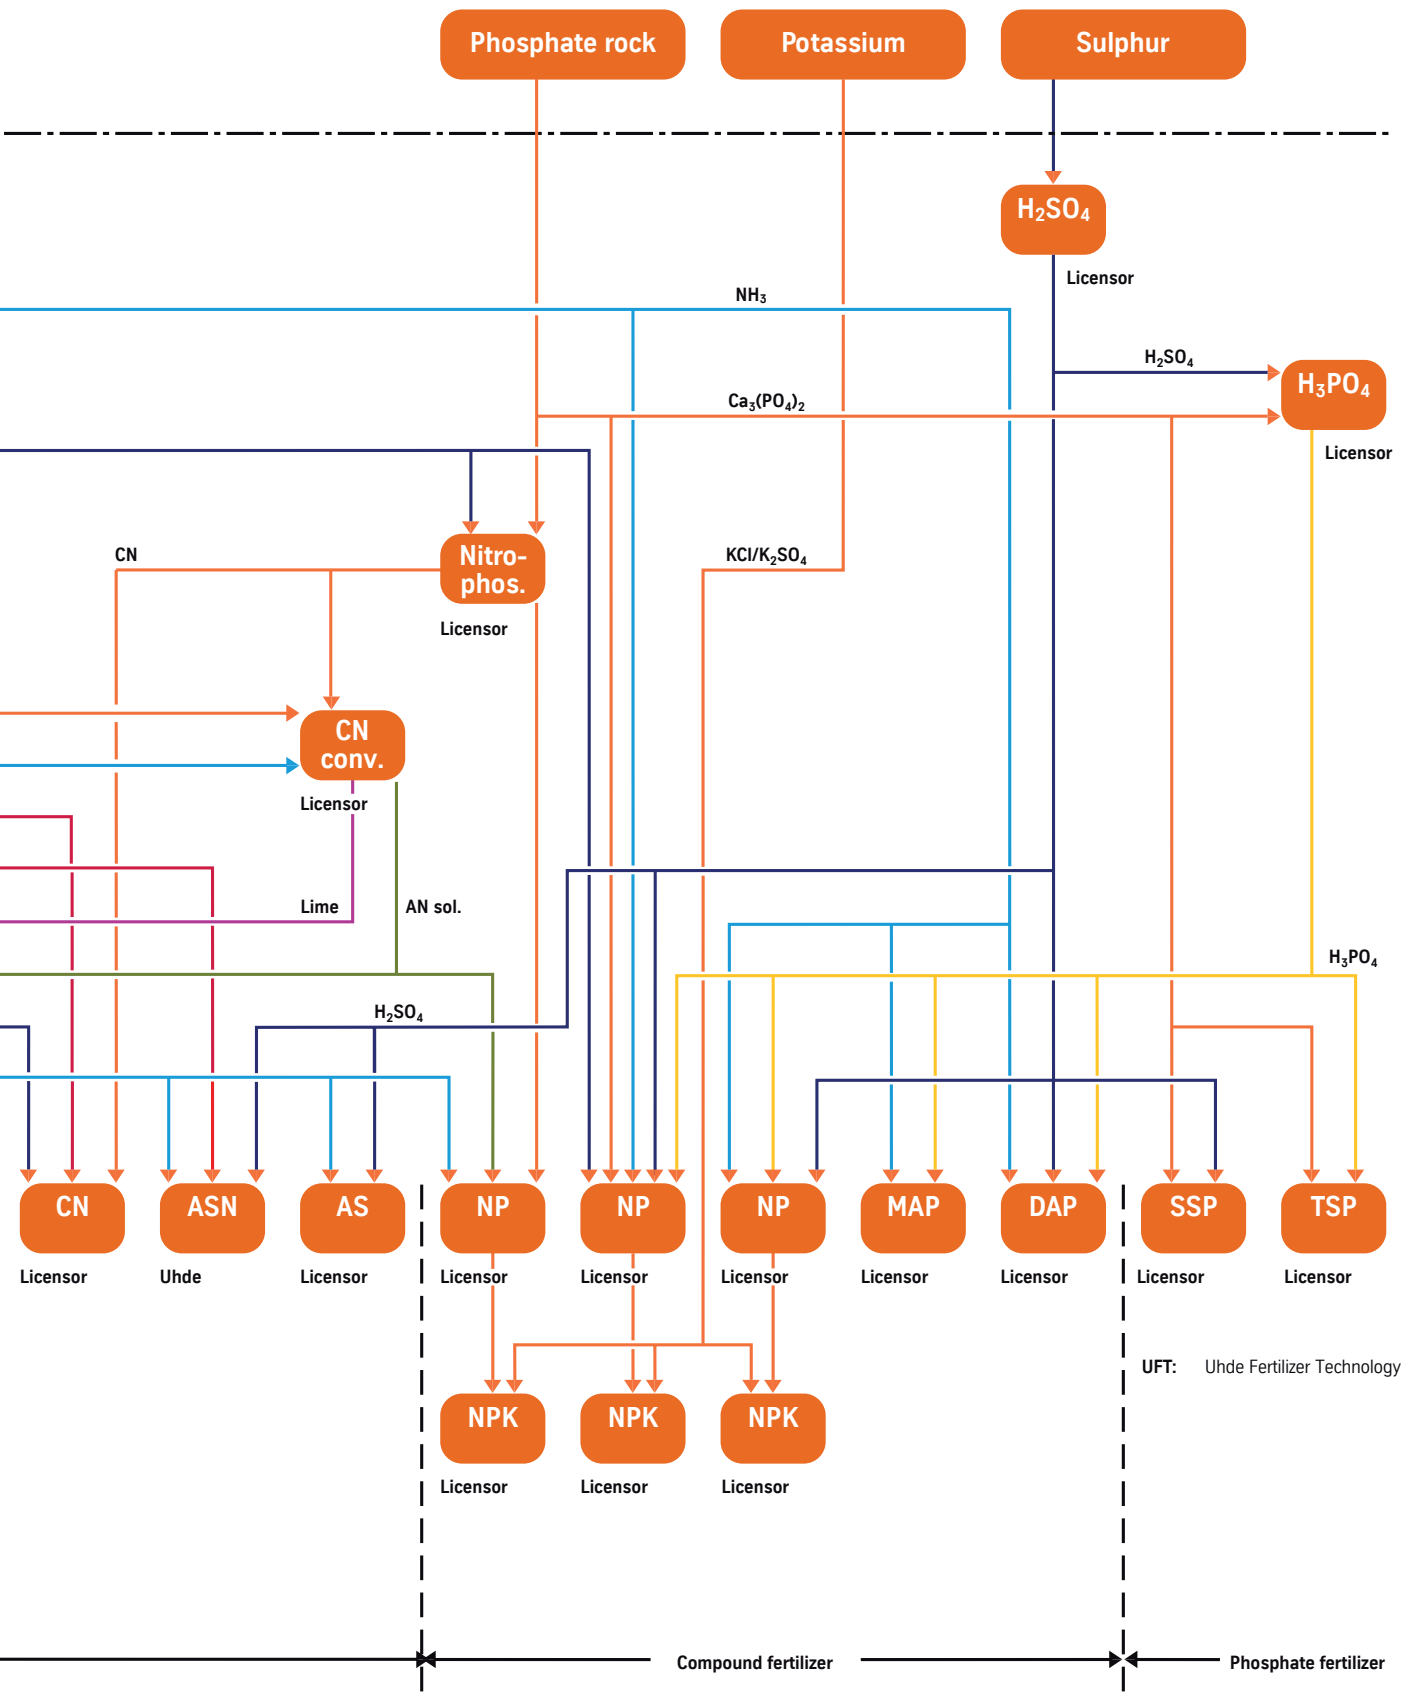 Phosphate rock
Potassium
Sulphur
H₂SO₄
Licensor
NH₃
H₂SO₄
H₃PO₄
Ca₃(PO₄)₂
Licensor
CN
Nitro-
phos.
KCl/K₂SO₄
Licensor
CN
conv.
Licensor
Lime
AN sol.
H₃PO₄
H₂SO₄
CN
ASN
AS
NP
NP
NP
MAP
DAP
SSP
TSP
Licensor
Uhde
Licensor
Licensor
Licensor
Licensor
Licensor
Licensor
Licensor
Licensor
UFT: Uhde Fertilizer Technology
NPK
NPK
NPK
Licensor
Licensor
Licensor
Compound fertilizer
Phosphate fertilizer